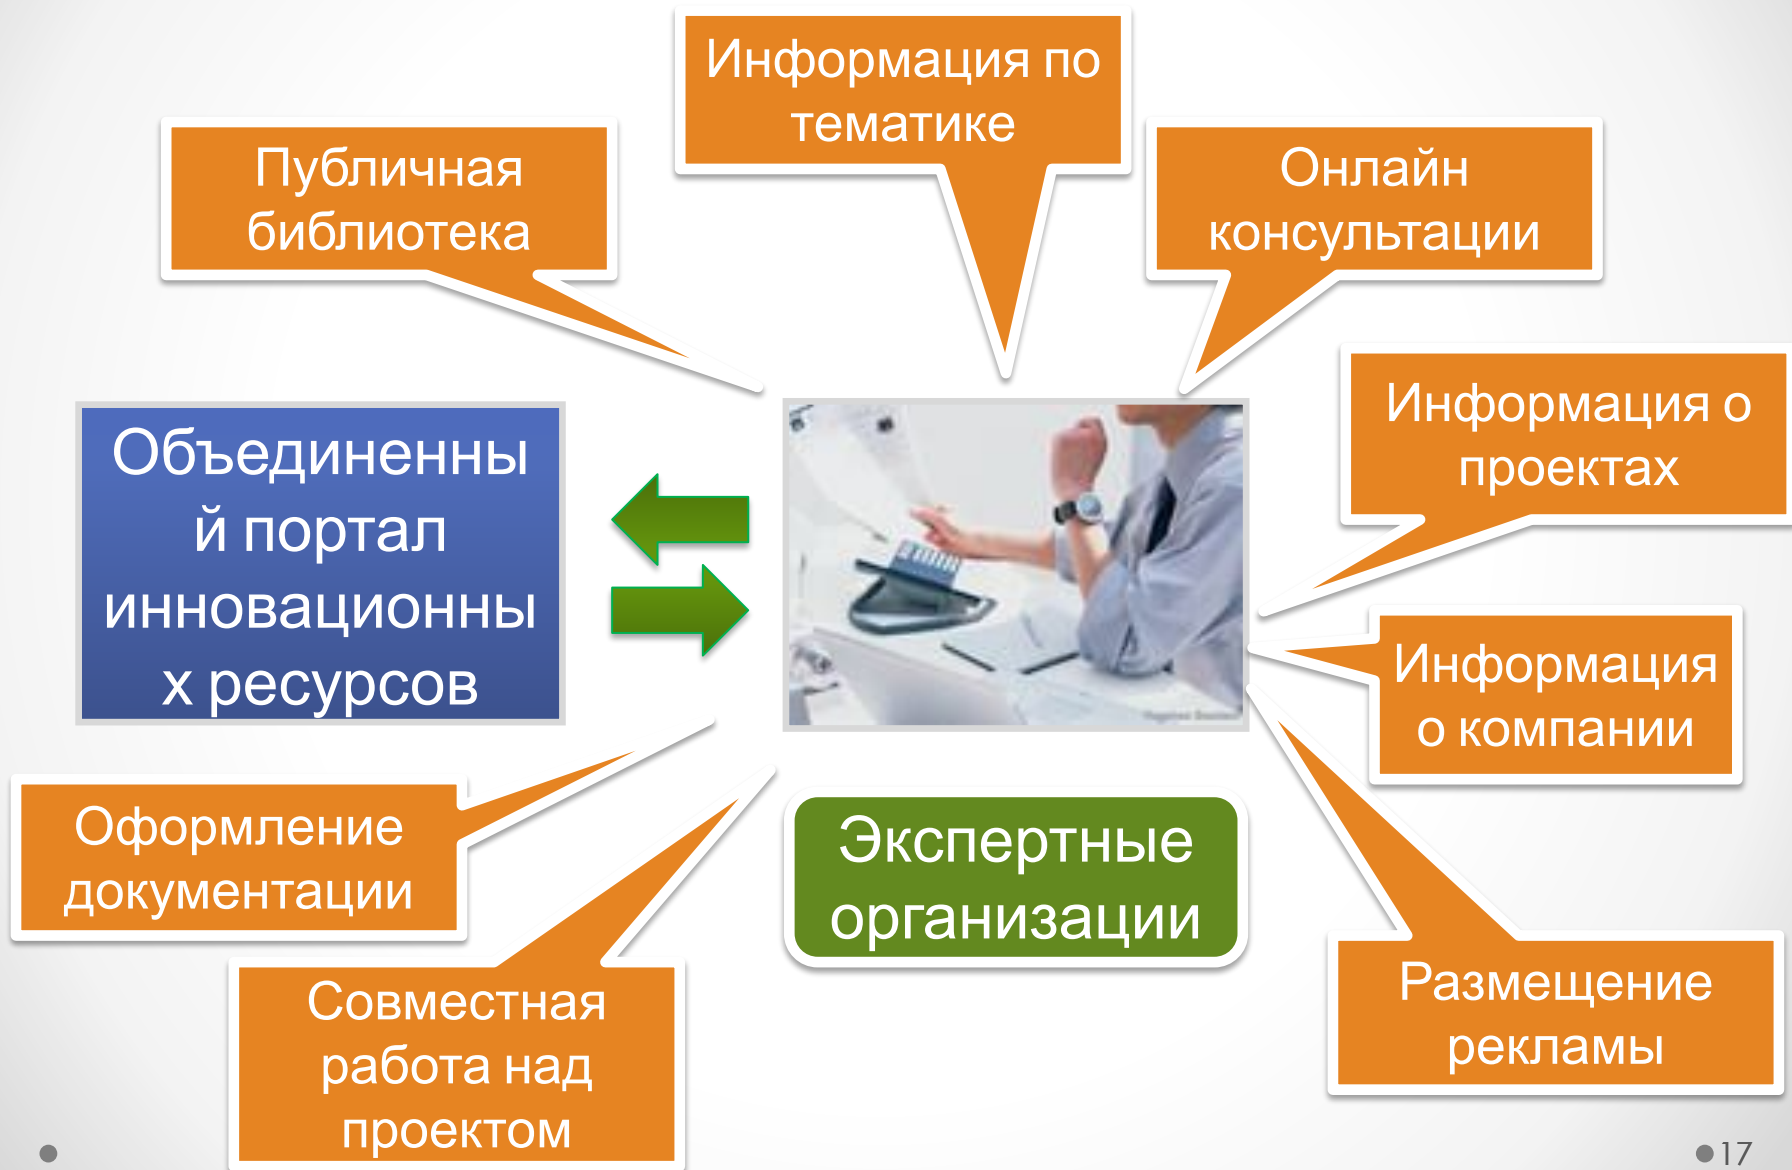 Информация по
тематике
Публичная
библиотека
Онлайн
консультации
Информация о
проектах
Объединенны
й портал
инновационны
х ресурсов
Информация
о компании
Оформление
документации
Экспертные
организации
Размещение
рекламы
Совместная
работа над
проектом
17